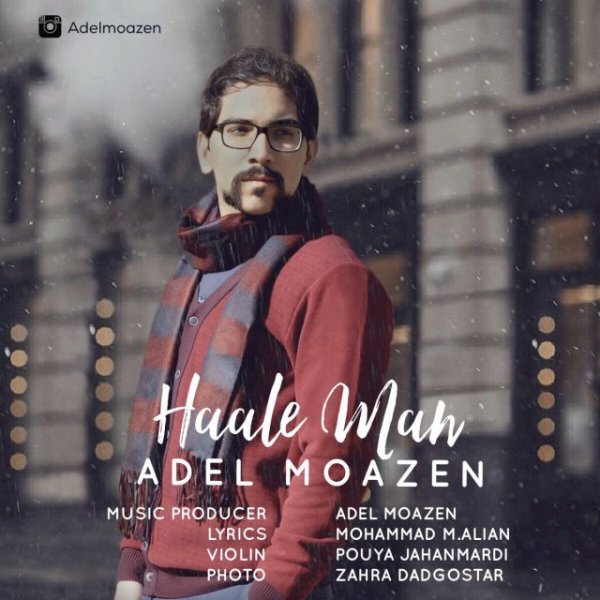 Adelmoazen
Haale Man
ADEL MOAZEN
MUSIC PRODUCER ADEL MOAZEN
LYRICS MOHAMMAD M.ALIAN
VIOLIN POUYA JAHANMARDI
PHOTO ZAHRA DADGOSTAR